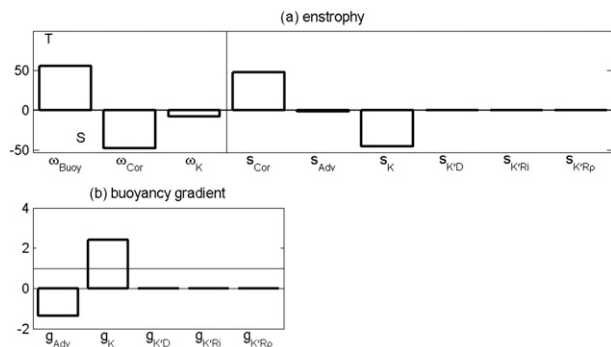 (a) enstrophy
T
50
0
S
-50
ω_Buoy ω_Cor ω_K s_Cor s_Adv s_K s_K'D s_K'Ri s_K'Rρ
(b) buoyancy gradient
4
2
0
-2
g_Adv g_K g_K'D g_K'Ri g_K'Rρ